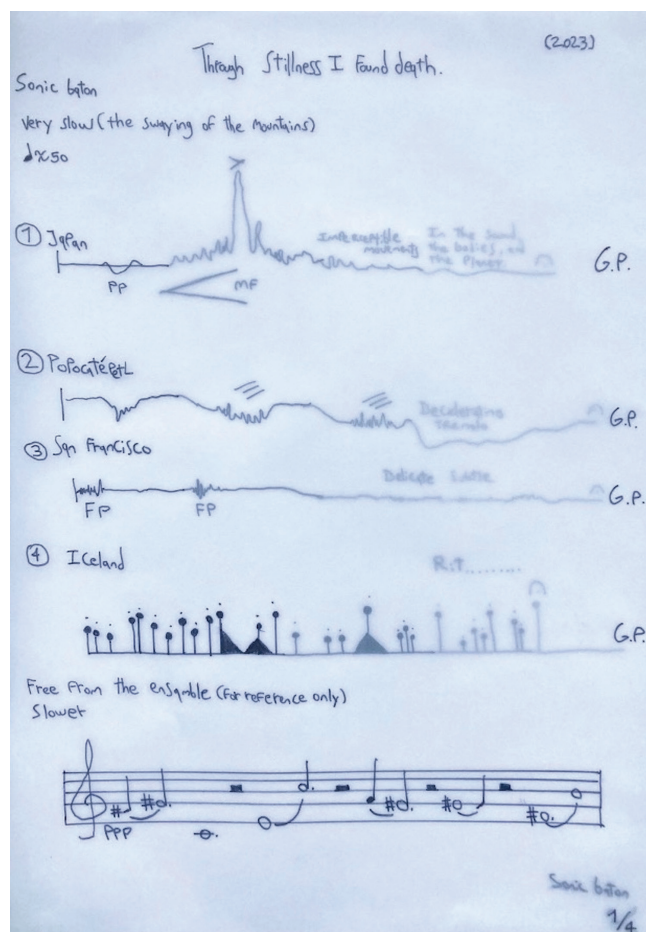 (2023)
Through Stillness I Found death.
Sonic baton
Very slow (the swaying of the Mountains)
♩≈50
① Japan
Imperceptible
movements
In the sound,
the bodies, and
the Planet.
G.P.
PP
MF
② Popocatépetl
Decelerating
Tremolo
G.P.
③ San Francisco
Delicate
G.P.
FP
FP
④ Iceland
Rit.........
G.P.
Free From the ensamble (For reference only)
Slower
PPP
Sonic baton
1/4